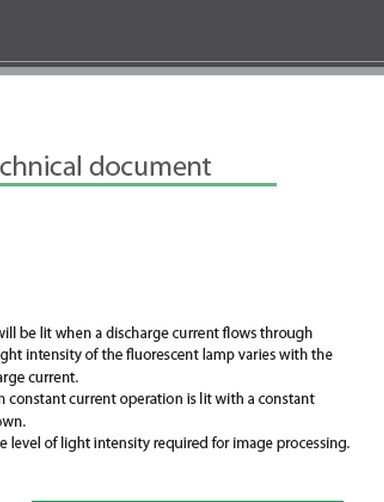 chnical document
will be lit when a discharge current flows through
ght intensity of the fluorescent lamp varies with the
arge current.
n constant current operation is lit with a constant
own.
e level of light intensity required for image processing.